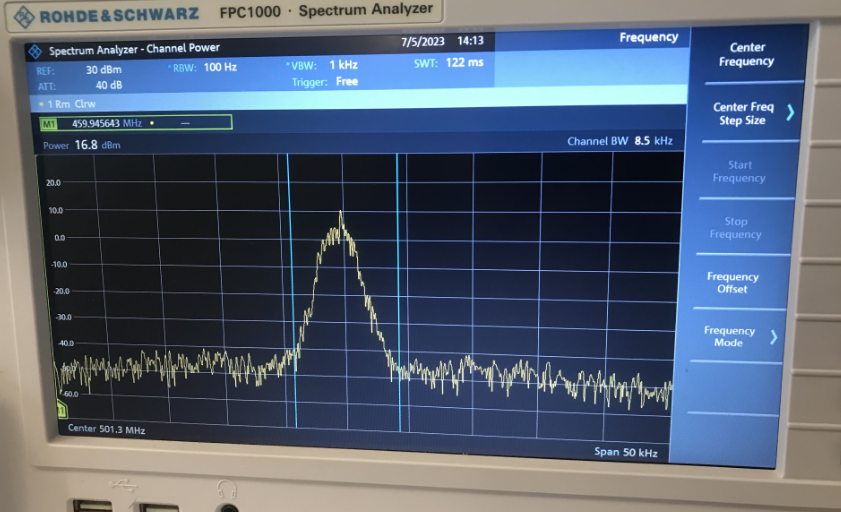 ROHDE&SCHWARZ FPC1000 · Spectrum Analyzer
Spectrum Analyzer - Channel Power 7/5/2023 14:13 Frequency
REF: 30 dBm *RBW: 100 Hz *VBW: 1 kHz SWT: 122 ms
ATT: 40 dB Trigger: Free
1 Rm Clrw
M1 459.945643 MHz • —
Power 16.8 dBm Channel BW 8.5 kHz
20.0
10.0
0.0
-10.0
-20.0
-30.0
-40.0
-60.0
Center 501.3 MHz Span 50 kHz
Center
Frequency
Center Freq
Step Size
Start
Frequency
Stop
Frequency
Frequency
Offset
Frequency
Mode